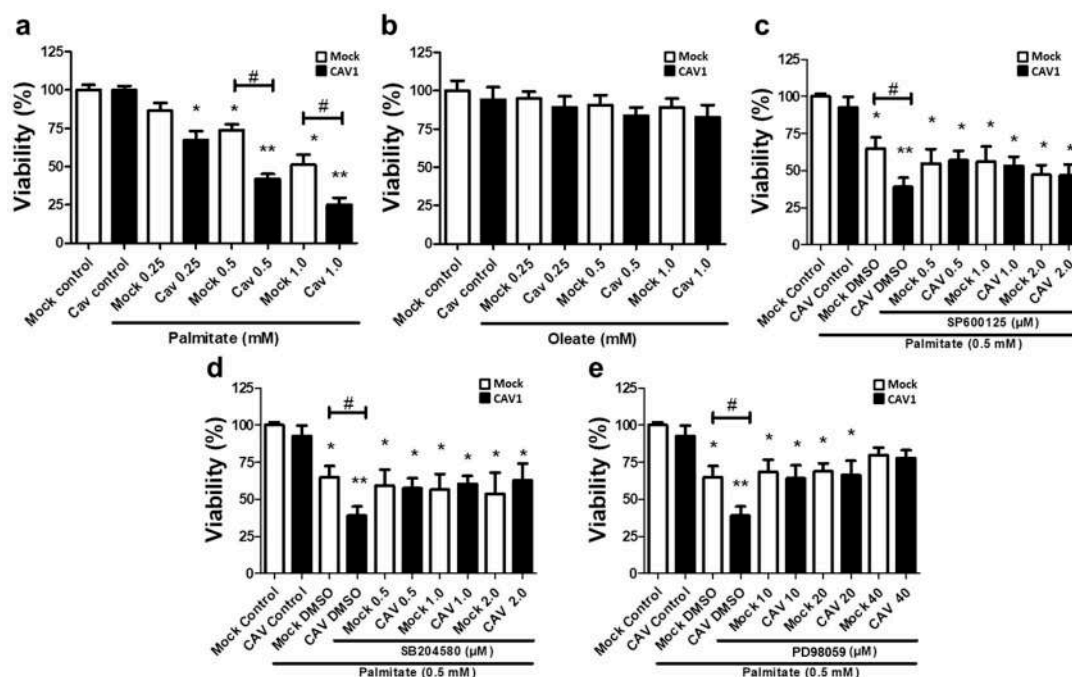 a
Viability (%)
125
100
75
50
25
0
Mock
CAV1
*
*
#
**
*
#
**
Mock control
Cav control
Mock 0.25
Cav 0.25
Mock 0.5
Cav 0.5
Mock 1.0
Cav 1.0
Palmitate (mM)
b
Viability (%)
125
100
75
50
25
0
Mock
CAV1
Mock control
Cav control
Mock 0.25
Cav 0.25
Mock 0.5
Cav 0.5
Mock 1.0
Cav 1.0
Oleate (mM)
c
Viability (%)
125
100
75
50
25
0
Mock
CAV1
#
*
**
*
*
*
*
*
*
Mock Control
CAV Control
Mock DMSO
CAV DMSO
Mock 0.5
CAV 0.5
Mock 1.0
CAV 1.0
Mock 2.0
CAV 2.0
SP600125 (µM)
Palmitate (0.5 mM)
d
Viability (%)
125
100
75
50
25
0
Mock
CAV1
#
*
**
*
*
*
*
*
*
Mock Control
CAV Control
Mock DMSO
CAV DMSO
Mock 0.5
CAV 0.5
Mock 1.0
CAV 1.0
Mock 2.0
CAV 2.0
SB204580 (µM)
Palmitate (0.5 mM)
e
Viability (%)
125
100
75
50
25
0
Mock
CAV1
#
*
**
*
*
*
*
Mock Control
CAV Control
Mock DMSO
CAV DMSO
Mock 10
CAV 10
Mock 20
CAV 20
Mock 40
CAV 40
PD98059 (µM)
Palmitate (0.5 mM)